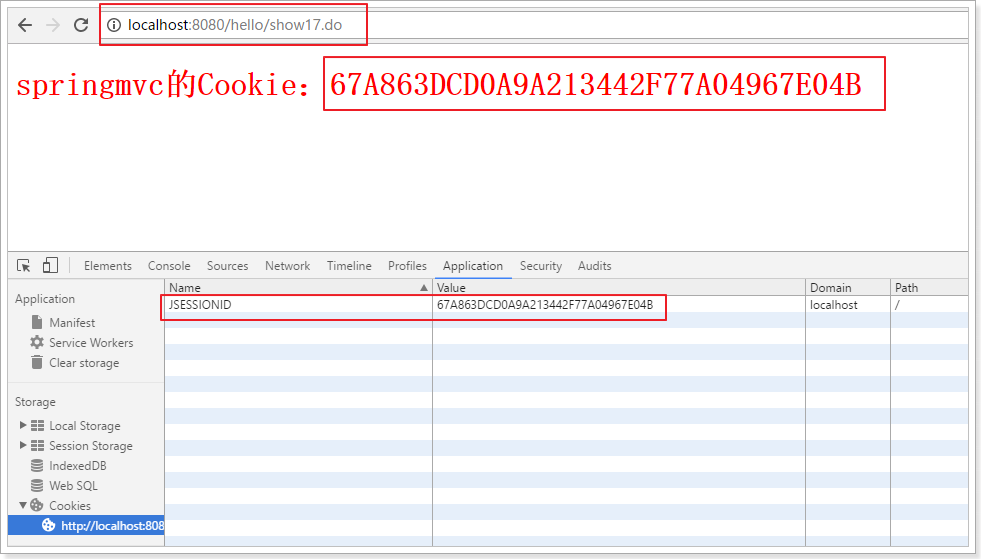 localhost:8080/hello/show17.do
springmvc的Cookie：67A863DCD0A9A213442F77A04967E04B
Elements Console Sources Network Timeline Profiles Application Security Audits
Application
Manifest
Service Workers
Clear storage
Storage
Local Storage
Session Storage
IndexedDB
Web SQL
Cookies
http://localhost:808
Name Value Domain Path
JSESSIONID 67A863DCD0A9A213442F77A04967E04B localhost /